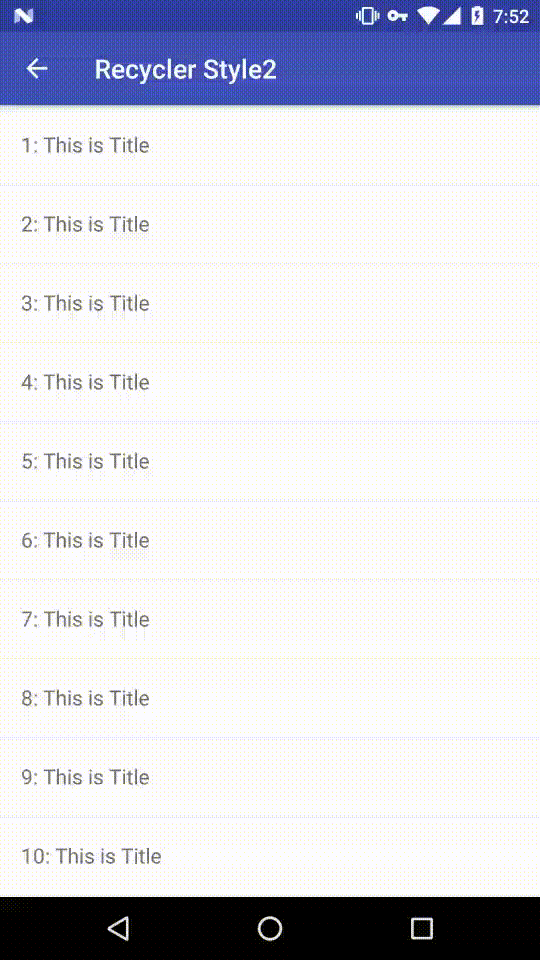 7:52
Recycler Style2
1: This is Title
2: This is Title
3: This is Title
4: This is Title
5: This is Title
6: This is Title
7: This is Title
8: This is Title
9: This is Title
10: This is Title